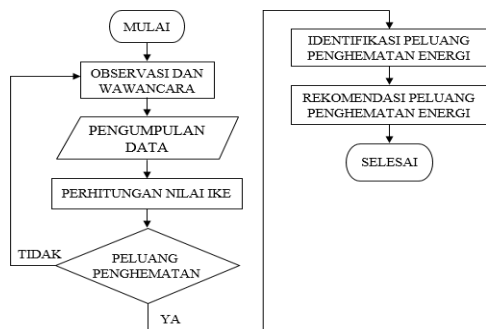 MULAI
OBSERVASI DAN
WAWANCARA
PENGUMPULAN
DATA
PERHITUNGAN NILAI IKE
TIDAK
PELUANG
PENGHEMATAN
YA
IDENTIFIKASI PELUANG
PENGHEMATAN ENERGI
REKOMENDASI PELUANG
PENGHEMATAN ENERGI
SELESAI